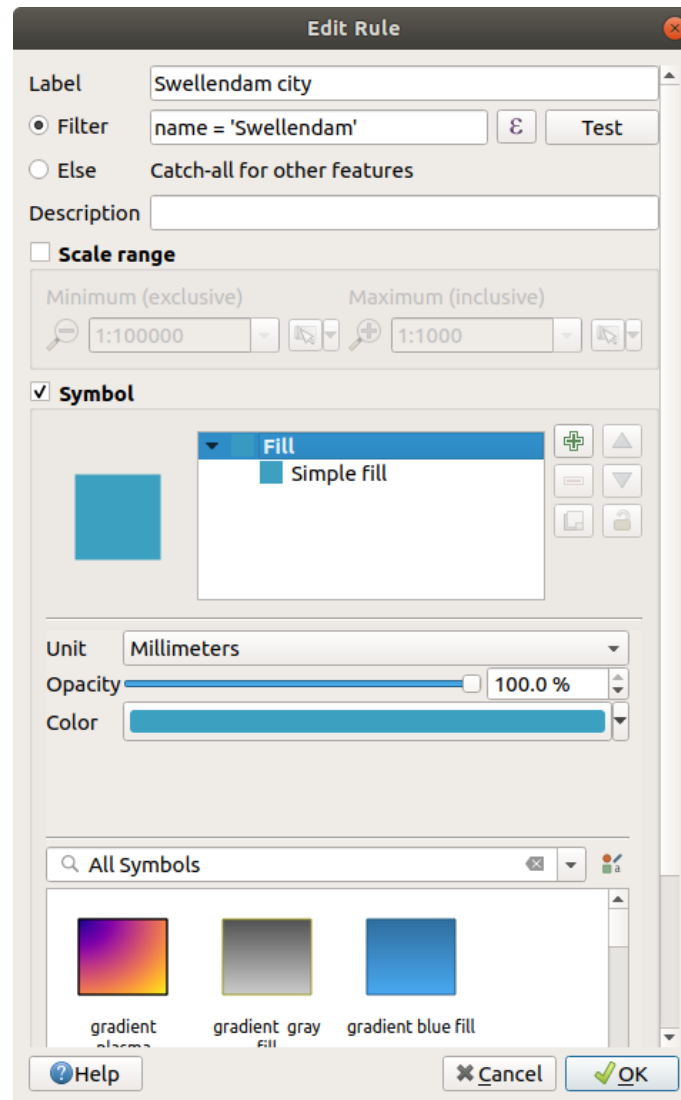 Edit Rule
Label Swellendam city
Filter name = 'Swellendam' ε Test
Else Catch-all for other features
Description
Scale range
Minimum (exclusive) Maximum (inclusive)
1:100000 1:1000
Symbol
Fill
Simple fill
Unit Millimeters
Opacity 100.0 %
Color
All Symbols
gradient gradient gray gradient blue fill
plasma fill
Help Cancel OK